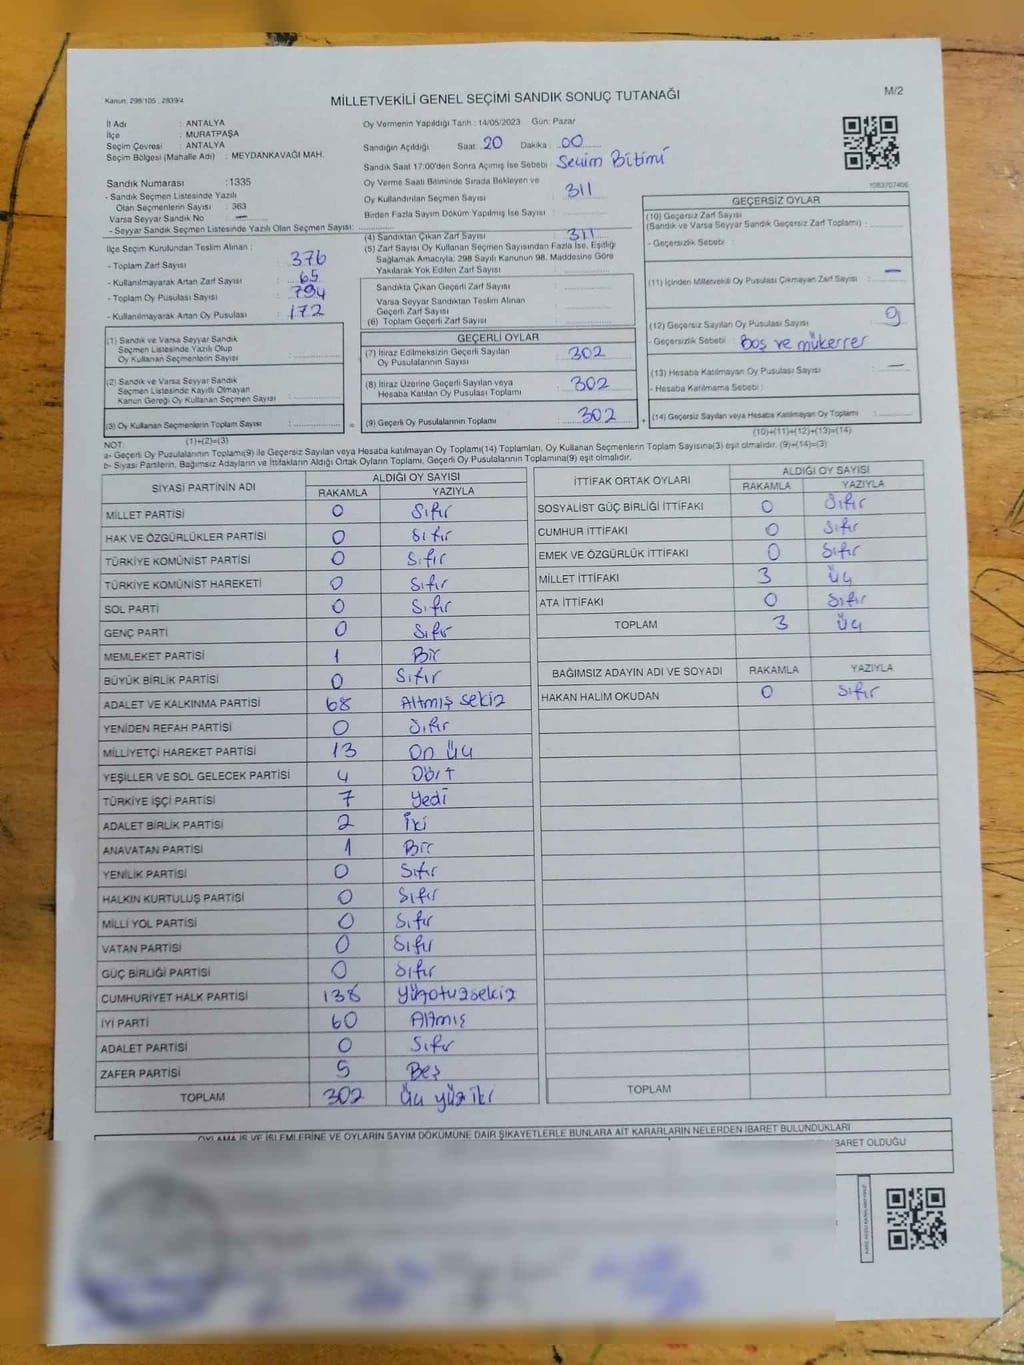 Kanun: 298/105 , 2839/4
MİLLETVEKİLİ GENEL SEÇİMİ SANDIK SONUÇ TUTANAĞI
M/2
İl Adı : ANTALYA
İlçe : MURATPAŞA
Seçim Çevresi : ANTALYA
Seçim Bölgesi (Mahalle Adı) : MEYDANKAVAĞI MAH.
Oy Vermenin Yapıldığı Tarih : 14/05/2023 Gün: Pazar
Sandığın Açıldığı Saat: 20 Dakika : 00
Sandık Saat 17:00'den Sonra Açılmış İse Sebebi : Seçim Bitimi
Sandık Numarası : 1335
- Sandık Seçmen Listesinde Yazılı
Olan Seçmenlerin Sayısı : 363
Varsa Seyyar Sandık No : —
- Seyyar Sandık Seçmen Listesinde Yazılı Olan Seçmen Sayısı:
Oy Verme Saati Bitiminde Sırada Bekleyen ve
Oy Kullandırılan Seçmen Sayısı : 311
Birden Fazla Sayım Döküm Yapılmış İse Sayısı :
1083707406
İlçe Seçim Kurulundan Teslim Alınan :
- Toplam Zarf Sayısı : 376
- Kullanılmayarak Artan Zarf Sayısı : 65
- Toplam Oy Pusulası Sayısı : 794
- Kullanılmayarak Artan Oy Pusulası : 172
(4) Sandıktan Çıkan Zarf Sayısı : 311
(5) Zarf Sayısı Oy Kullanan Seçmen Sayısından Fazla İse, Eşitliği
Sağlamak Amacıyla; 298 Sayılı Kanunun 98. Maddesine Göre
Yakılarak Yok Edilen Zarf Sayısı :
Sandıkta Çıkan Geçerli Zarf Sayısı :
Varsa Seyyar Sandıktan Teslim Alınan
Geçerli Zarf Sayısı :
(6) Toplam Geçerli Zarf Sayısı :
GEÇERSİZ OYLAR
(10) Geçersiz Zarf Sayısı
(Sandık ve Varsa Seyyar Sandık Geçersiz Zarf Toplamı) :
- Geçersizlik Sebebi :
(11) İçinden Milletvekili Oy Pusulası Çıkmayan Zarf Sayısı : —
(12) Geçersiz Sayılan Oy Pusulası Sayısı : 9
- Geçersizlik Sebebi : Boş ve mükerrer
(13) Hesaba Katılmayan Oy Pusulası Sayısı : —
- Hesaba Katılmama Sebebi :
(14) Geçersiz Sayılan veya Hesaba Katılmayan Oy Toplamı :
(10)+(11)+(12)+(13)=(14)
(1) Sandık ve Varsa Seyyar Sandık
Seçmen Listesinde Yazılı Olup
Oy Kullanan Seçmenlerin Sayısı :
(2) Sandık ve Varsa Seyyar Sandık
Seçmen Listesinde Kayıtlı Olmayan
Kanun Gereği Oy Kullanan Seçmen Sayısı :
(3) Oy Kullanan Seçmenlerin Toplam Sayısı :
(1)+(2)=(3)
GEÇERLİ OYLAR
(7) İtiraz Edilmeksizin Geçerli Sayılan
Oy Pusulalarının Sayısı : 302
(8) İtiraz Üzerine Geçerli Sayılan veya
Hesaba Katılan Oy Pusulası Toplamı : 302
(9) Geçerli Oy Pusulalarının Toplamı : 302
NOT:
a- Geçerli Oy Pusulalarının Toplamı(9) ile Geçersiz Sayılan veya Hesaba katılmayan Oy Toplamı(14) Toplamları, Oy Kullanan Seçmenlerin Toplam Sayısına(3) eşit olmalıdır. (9)+(14)=(3)
b- Siyasi Partilerin, Bağımsız Adayların ve İttifakların Aldığı Ortak Oyların Toplamı, Geçerli Oy Pusulalarının Toplamına(9) eşit olmalıdır.
SİYASİ PARTİNİN ADI ALDIĞI OY SAYISI
RAKAMLA YAZIYLA
MİLLET PARTİSİ 0 Sıfır
HAK VE ÖZGÜRLÜKLER PARTİSİ 0 Sıfır
TÜRKİYE KOMÜNİST PARTİSİ 0 Sıfır
TÜRKİYE KOMÜNİST HAREKETİ 0 Sıfır
SOL PARTİ 0 Sıfır
GENÇ PARTİ 0 Sıfır
MEMLEKET PARTİSİ 1 Bir
BÜYÜK BİRLİK PARTİSİ 0 Sıfır
ADALET VE KALKINMA PARTİSİ 68 Altmış sekiz
YENİDEN REFAH PARTİSİ 0 Sıfır
MİLLİYETÇİ HAREKET PARTİSİ 13 On üç
YEŞİLLER VE SOL GELECEK PARTİSİ 4 Dört
TÜRKİYE İŞÇİ PARTİSİ 7 Yedi
ADALET BİRLİK PARTİSİ 2 İki
ANAVATAN PARTİSİ 1 Bir
YENİLİK PARTİSİ 0 Sıfır
HALKIN KURTULUŞ PARTİSİ 0 Sıfır
MİLLİ YOL PARTİSİ 0 Sıfır
VATAN PARTİSİ 0 Sıfır
GÜÇ BİRLİĞİ PARTİSİ 0 Sıfır
CUMHURİYET HALK PARTİSİ 138 Yüzotuzsekiz
İYİ PARTİ 60 Altmış
ADALET PARTİSİ 0 Sıfır
ZAFER PARTİSİ 5 Beş
TOPLAM 302 Üç yüz iki
İTTİFAK ORTAK OYLARI ALDIĞI OY SAYISI
RAKAMLA YAZIYLA
SOSYALİST GÜÇ BİRLİĞİ İTTİFAKI 0 Sıfır
CUMHUR İTTİFAKI 0 Sıfır
EMEK VE ÖZGÜRLÜK İTTİFAKI 0 Sıfır
MİLLET İTTİFAKI 3 Üç
ATA İTTİFAKI 0 Sıfır
TOPLAM 3 Üç
BAĞIMSIZ ADAYIN ADI VE SOYADI RAKAMLA YAZIYLA
HAKAN HALİM OKUDAN 0 Sıfır
TOPLAM
OYLAMA İŞ VE İŞLEMLERİNE VE OYLARIN SAYIM DÖKÜMÜNE DAİR ŞİKAYETLERLE BUNLARA AİT KARARLARIN NELERDEN İBARET BULUNDUKLARI
BARET OLDUĞU